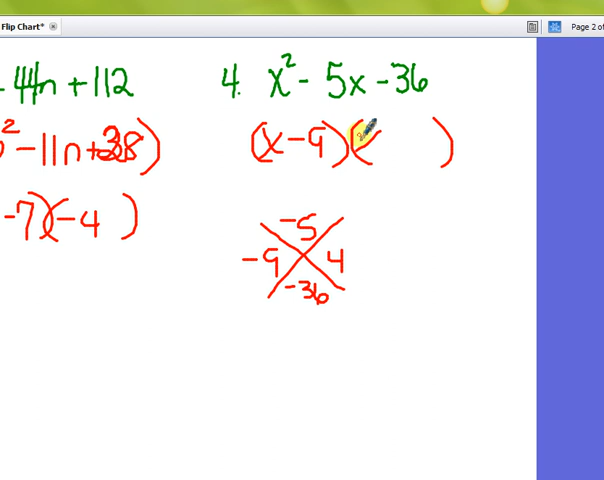 Flip Chart*
Page 2 of
- 44n + 112
4. x² - 5x - 36
² - 11n + 28)
(x - 9)(      )
-7)(-4      )
-5
-9 4
-36